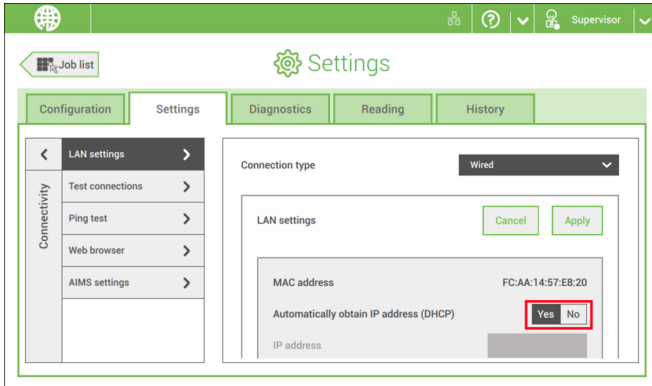 Supervisor
Job list
Settings
Configuration
Settings
Diagnostics
Reading
History
Connectivity
LAN settings
Test connections
Ping test
Web browser
AIMS settings
Connection type
Wired
LAN settings
Cancel
Apply
MAC address
FC:AA:14:57:E8:20
Automatically obtain IP address (DHCP)
Yes
No
IP address